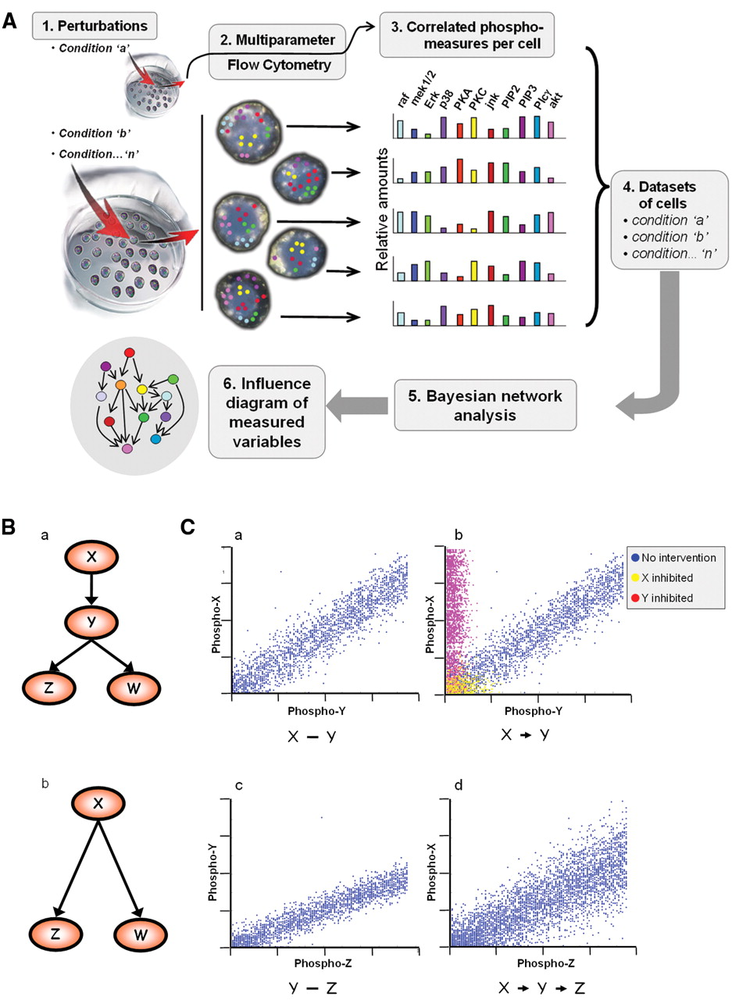 A
1. Perturbations
• Condition ‘a’
• Condition ‘b’
• Condition... ‘n’
2. Multiparameter
Flow Cytometry
3. Correlated phospho-
measures per cell
raf
mek1/2
Erk
p38
PKA
PKC
jnk
PIP2
PIP3
Plcγ
akt
Relative amounts
4. Datasets
of cells
• condition ‘a’
• condition ‘b’
• condition... ‘n’
5. Bayesian network
analysis
6. Influence
diagram of
measured
variables
B
a
X
Y
Z
W
b
X
Z
W
C
a
Phospho-X
Phospho-Y
X – Y
b
Phospho-X
Phospho-Y
X → Y
No intervention
X inhibited
Y inhibited
c
Phospho-Y
Phospho-Z
Y – Z
d
Phospho-X
X → Y → Z